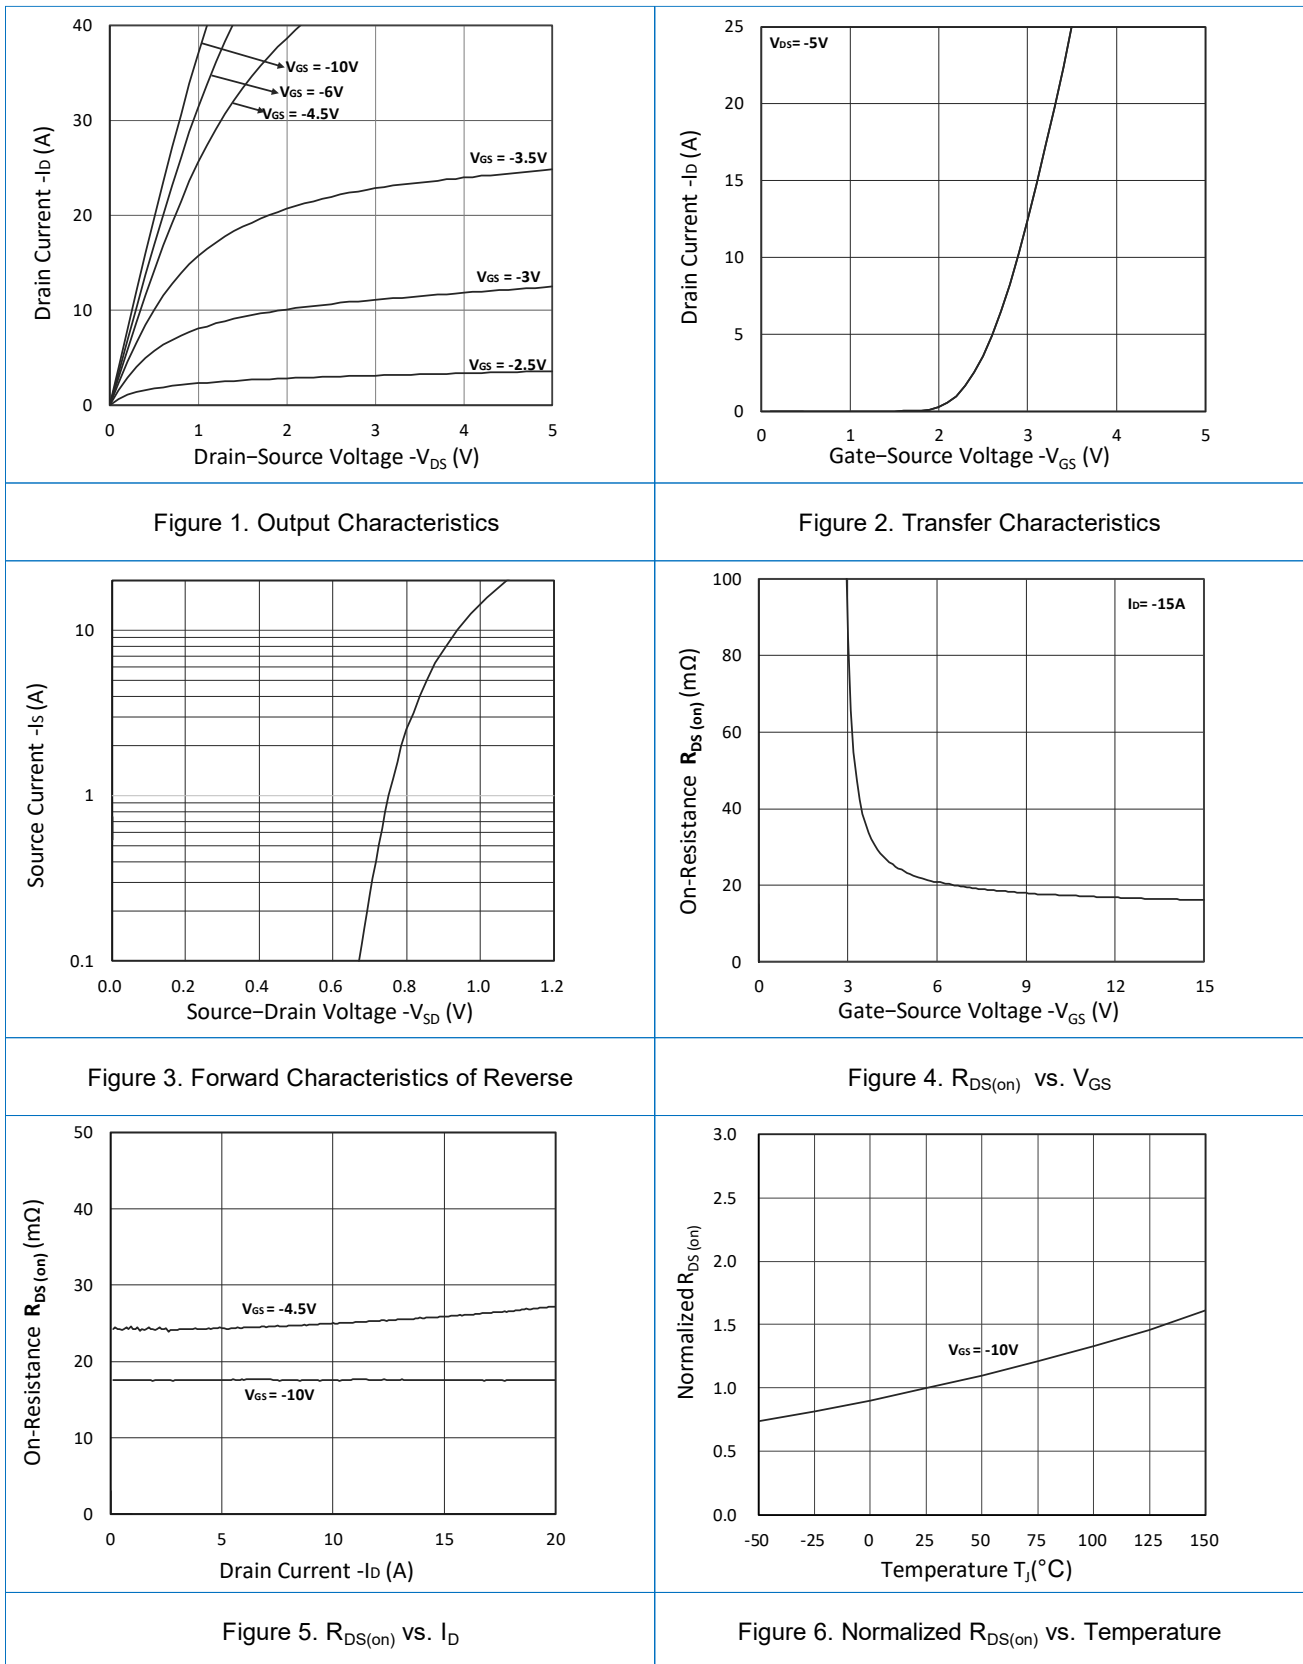 40
30
20
10
0
VGS = -10V
VGS = -6V
VGS = -4.5V
VGS = -3.5V
VGS = -3V
VGS = -2.5V
0 1 2 3 4 5
Drain Current -ID (A)
Drain−Source Voltage -VDS (V)
25
20
15
10
5
0
VDS= -5V
0 1 2 3 4 5
Drain Current -ID (A)
Gate−Source Voltage -VGS (V)
Figure 1. Output Characteristics
Figure 2. Transfer Characteristics
10
1
0.1
0.0 0.2 0.4 0.6 0.8 1.0 1.2
Source Current -IS (A)
Source−Drain Voltage -VSD (V)
100
80
60
40
20
0
ID= -15A
0 3 6 9 12 15
On-Resistance RDS (on) (mΩ)
Gate−Source Voltage -VGS (V)
Figure 3. Forward Characteristics of Reverse
Figure 4. RDS(on) vs. VGS
50
40
30
20
10
0
VGS = -4.5V
VGS = -10V
0 5 10 15 20
On-Resistance RDS (on) (mΩ)
Drain Current -ID (A)
3.0
2.5
2.0
1.5
1.0
0.5
0.0
VGS = -10V
-50 -25 0 25 50 75 100 125 150
Normalized RDS (on)
Temperature TJ(°C)
Figure 5. RDS(on) vs. ID
Figure 6. Normalized RDS(on) vs. Temperature